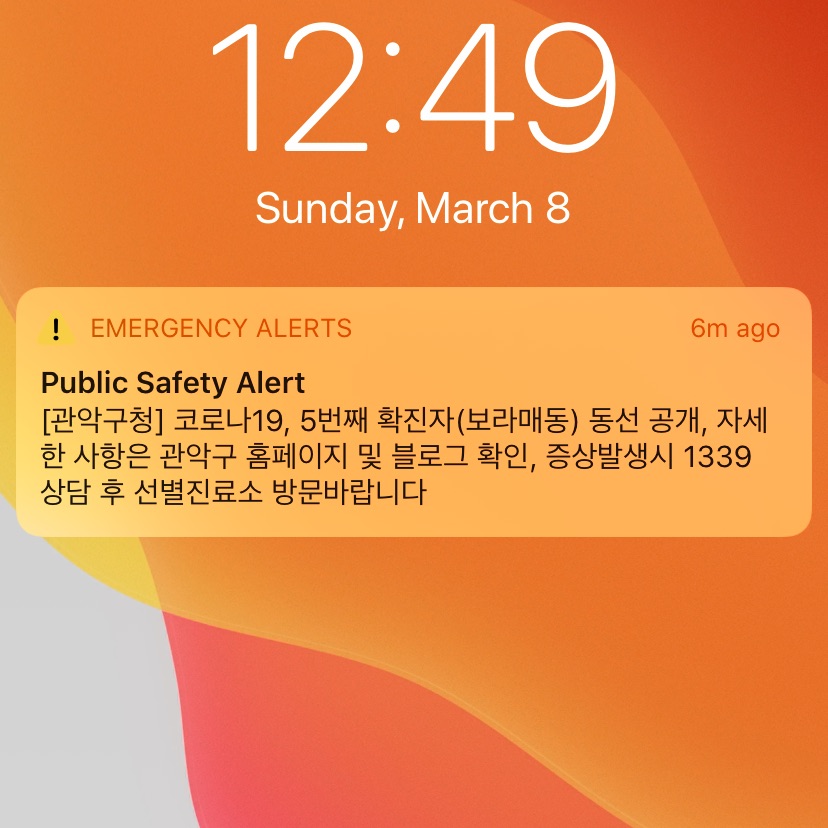 12:49
Sunday, March 8
EMERGENCY ALERTS
6m ago
Public Safety Alert
[관악구청] 코로나19, 5번째 확진자(보라매동) 동선 공개, 자세
한 사항은 관악구 홈페이지 및 블로그 확인, 증상발생시 1339
상담 후 선별진료소 방문바랍니다